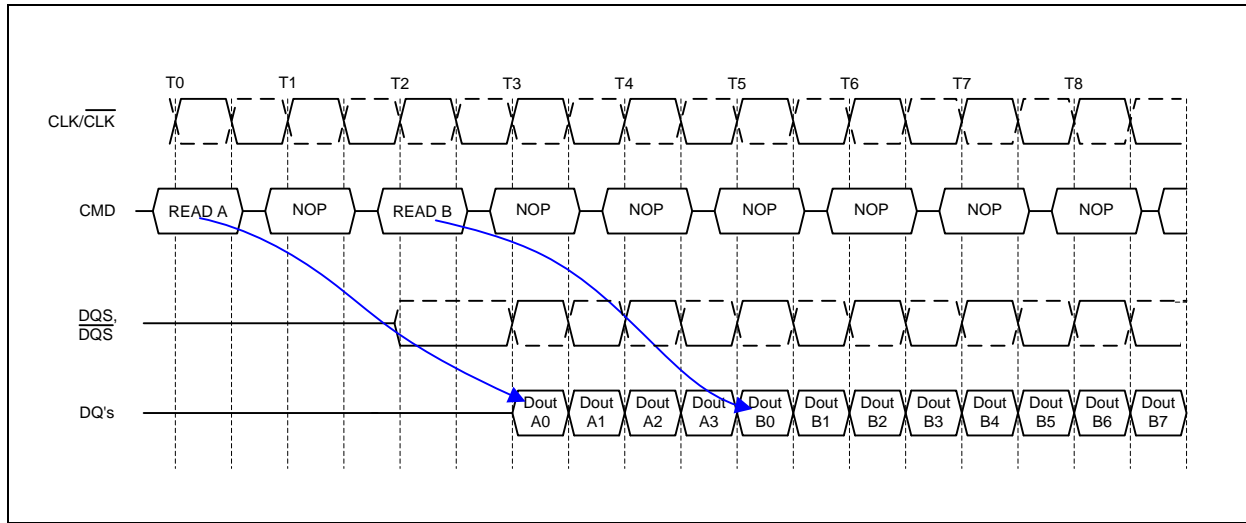 T0 T1 T2 T3 T4 T5 T6 T7 T8
CLK/CLK
CMD READ A NOP READ B NOP NOP NOP NOP NOP NOP
DQS,
DQS
DQ's
Dout Dout Dout Dout Dout Dout Dout Dout Dout Dout Dout Dout
A0 A1 A2 A3 B0 B1 B2 B3 B4 B5 B6 B7